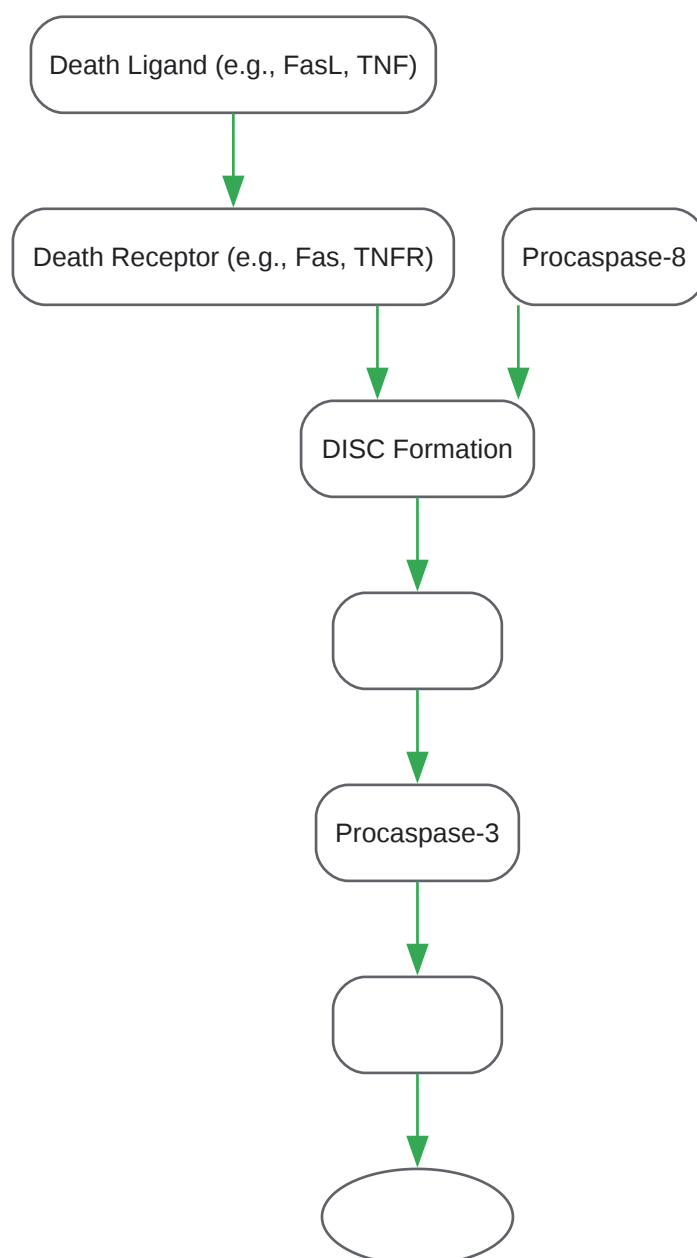 Death Ligand (e.g., FasL, TNF)
Death Receptor (e.g., Fas, TNFR)
Procaspase-8
DISC Formation
Procaspase-3